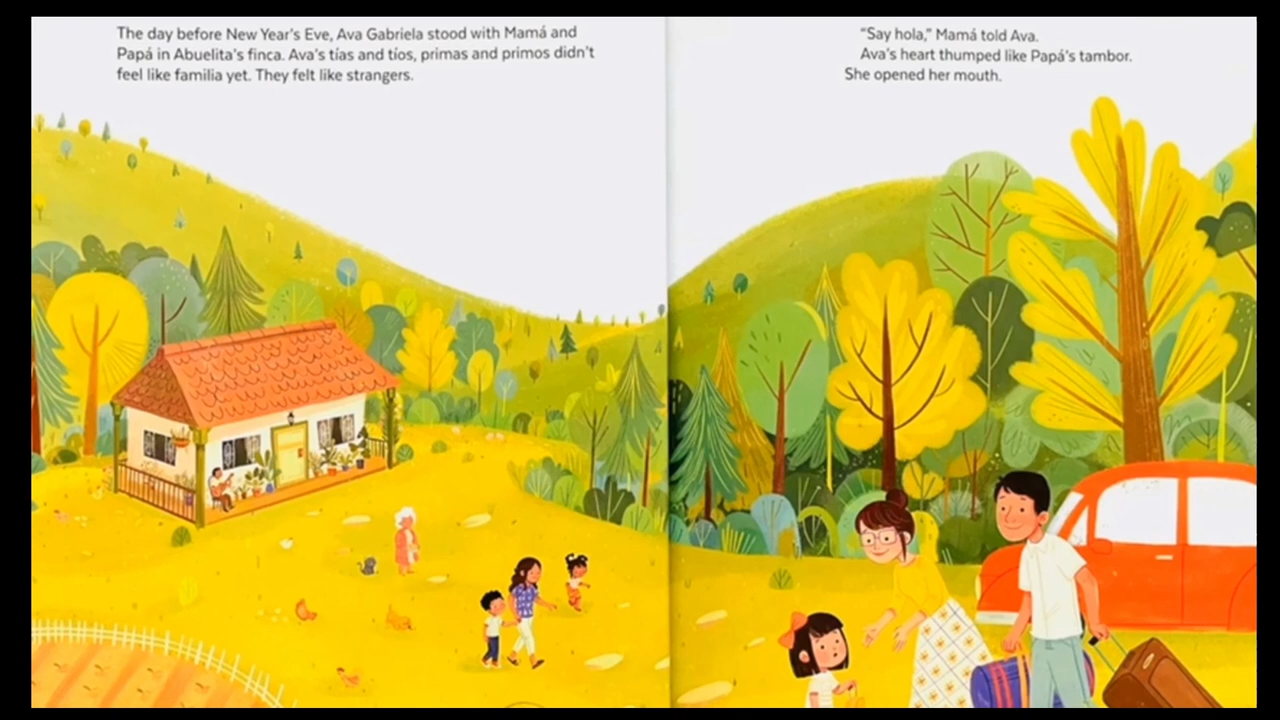 The day before New Year's Eve, Ava Gabriela stood with Mamá and
Papá in Abuelita's finca. Ava's tías and tíos, primas and primos didn't
feel like familia yet. They felt like strangers.
“Say hola,” Mamá told Ava.
Ava's heart thumped like Papá's tambor.
She opened her mouth.